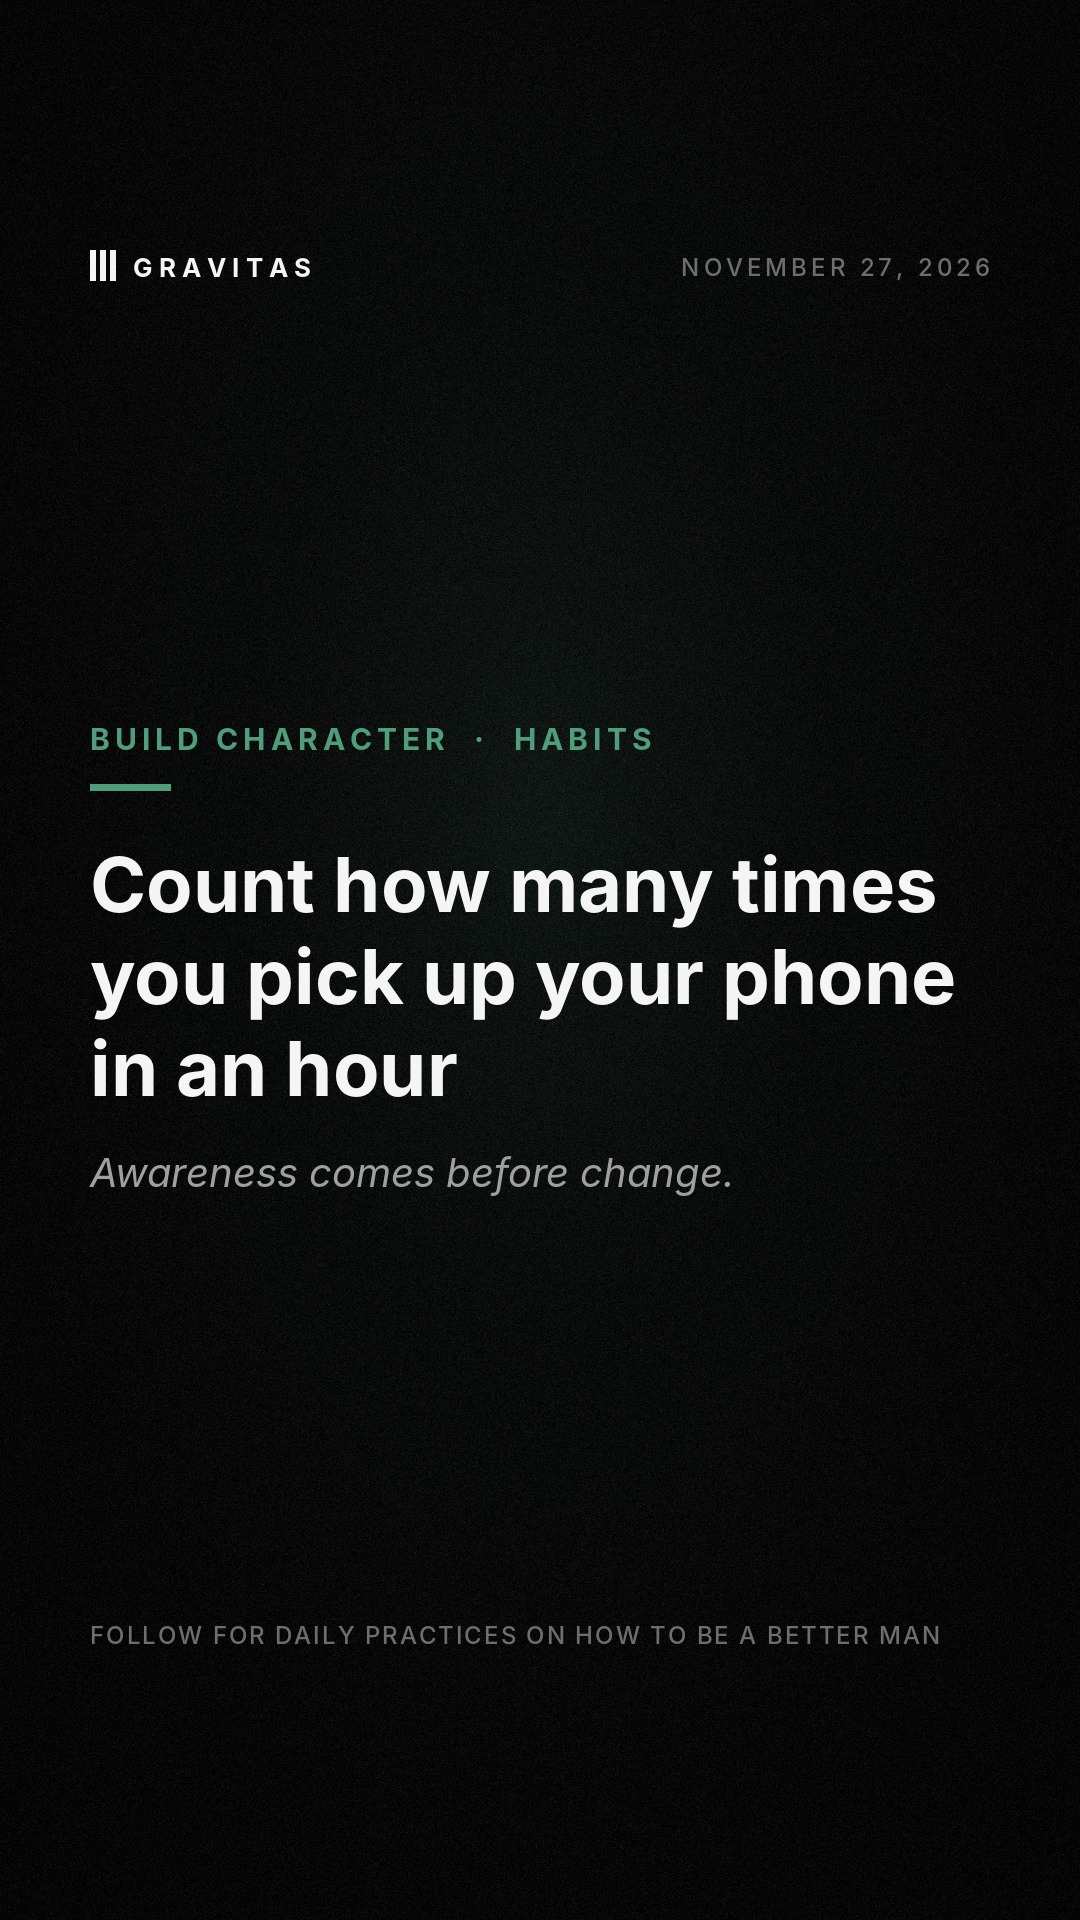 GRAVITAS
NOVEMBER 27, 2026
BUILD CHARACTER · HABITS
Count how many times
you pick up your phone
in an hour
Awareness comes before change.
FOLLOW FOR DAILY PRACTICES ON HOW TO BE A BETTER MAN